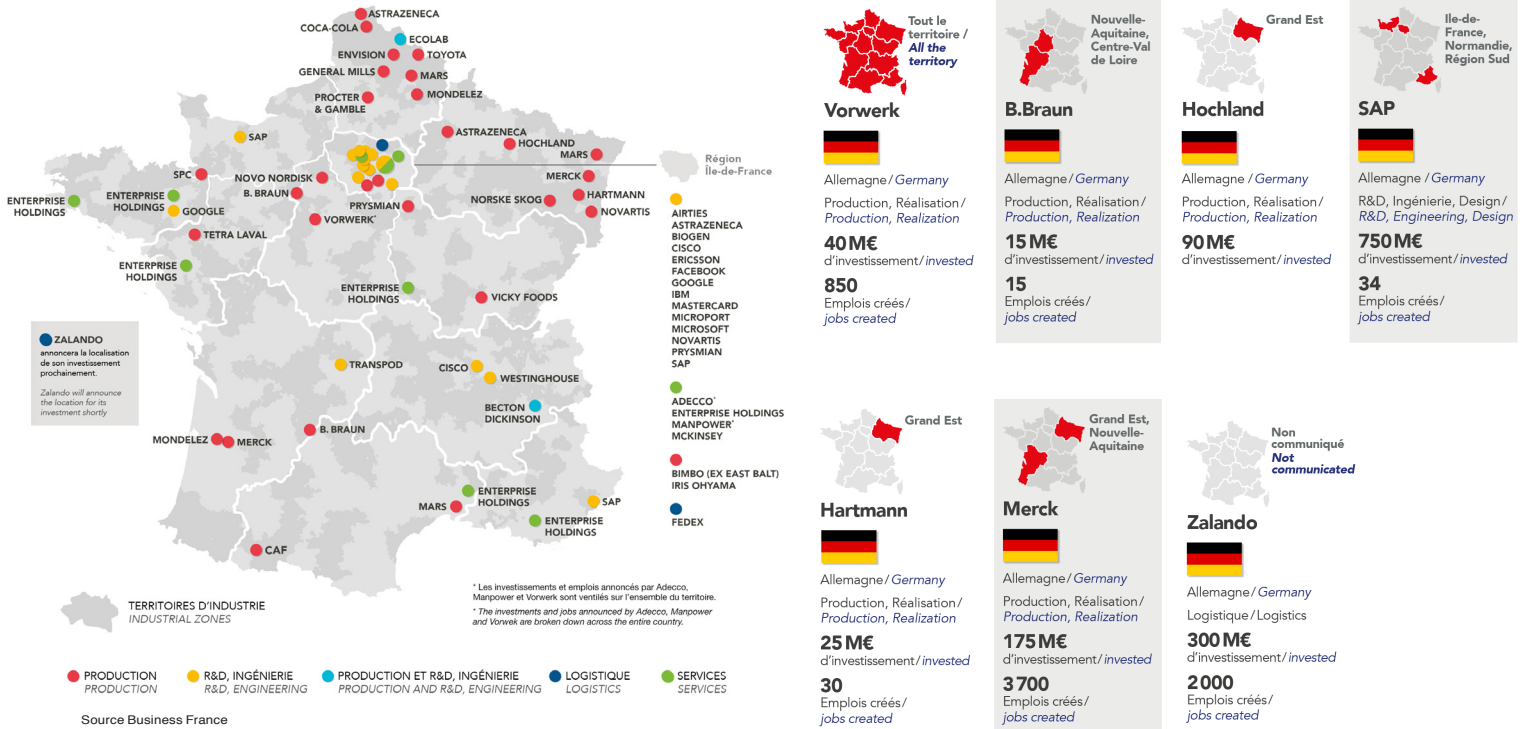 ASTRAZENECA
COCA-COLA
ECOLAB
ENVISION
TOYOTA
GENERAL MILLS
MARS
PROCTER
& GAMBLE
MONDELEZ
SAP
ASTRAZENECA
HOCHLAND
MARS
SPC
NOVO NORDISK
B. BRAUN
MERCK
HARTMANN
NORSKE SKOG
NOVARTIS
ENTERPRISE
HOLDINGS
ENTERPRISE
HOLDINGS
GOOGLE
PRYSMIAN
VORWERK*
TETRA LAVAL
ENTERPRISE
HOLDINGS
ENTERPRISE
HOLDINGS
VICKY FOODS
TRANSPOD
CISCO
WESTINGHOUSE
BECTON
DICKINSON
MONDELEZ
MERCK
B. BRAUN
MARS
ENTERPRISE
HOLDINGS
SAP
ENTERPRISE
HOLDINGS
CAF
ZALANDO
annoncera la localisation
de son investissement
prochainement.
Zalando will announce
the location for its
investment shortly
Région
Île-de-France
AIRTIES
ASTRAZENECA
BIOGEN
CISCO
ERICSSON
FACEBOOK
GOOGLE
IBM
MASTERCARD
MICROPORT
MICROSOFT
NOVARTIS
PRYSMIAN
SAP
ADECCO*
ENTERPRISE HOLDINGS
MANPOWER*
MCKINSEY
BIMBO (EX EAST BALT)
IRIS OHYAMA
FEDEX
* Les investissements et emplois annoncés par Adecco,
Manpower et Vorwerk sont ventilés sur l'ensemble du territoire.
* The investments and jobs announced by Adecco, Manpower
and Vorwek are broken down across the entire country.
TERRITOIRES D'INDUSTRIE
INDUSTRIAL ZONES
PRODUCTION
PRODUCTION
R&D, INGÉNIERIE
R&D, ENGINEERING
PRODUCTION ET R&D, INGÉNIERIE
PRODUCTION AND R&D, ENGINEERING
LOGISTIQUE
LOGISTICS
SERVICES
SERVICES
Source Business France
Tout le
territoire /
All the
territory
Vorwerk
Allemagne / Germany
Production, Réalisation /
Production, Realization
40 M€
d'investissement / invested
850
Emplois créés /
jobs created
Nouvelle-
Aquitaine,
Centre-Val
de Loire
B.Braun
Allemagne / Germany
Production, Réalisation /
Production, Realization
15 M€
d'investissement / invested
15
Emplois créés /
jobs created
Grand Est
Hochland
Allemagne / Germany
Production, Réalisation /
Production, Realization
90 M€
d'investissement / invested
Ile-de-
France,
Normandie,
Région Sud
SAP
Allemagne / Germany
R&D, Ingénierie, Design /
R&D, Engineering, Design
750 M€
d'investissement / invested
34
Emplois créés /
jobs created
Grand Est
Hartmann
Allemagne / Germany
Production, Réalisation /
Production, Realization
25 M€
d'investissement / invested
30
Emplois créés /
jobs created
Grand Est,
Nouvelle-
Aquitaine
Merck
Allemagne / Germany
Production, Réalisation /
Production, Realization
175 M€
d'investissement / invested
3 700
Emplois créés /
jobs created
Non
communiqué
Not
communicated
Zalando
Allemagne / Germany
Logistique / Logistics
300 M€
d'investissement / invested
2 000
Emplois créés /
jobs created